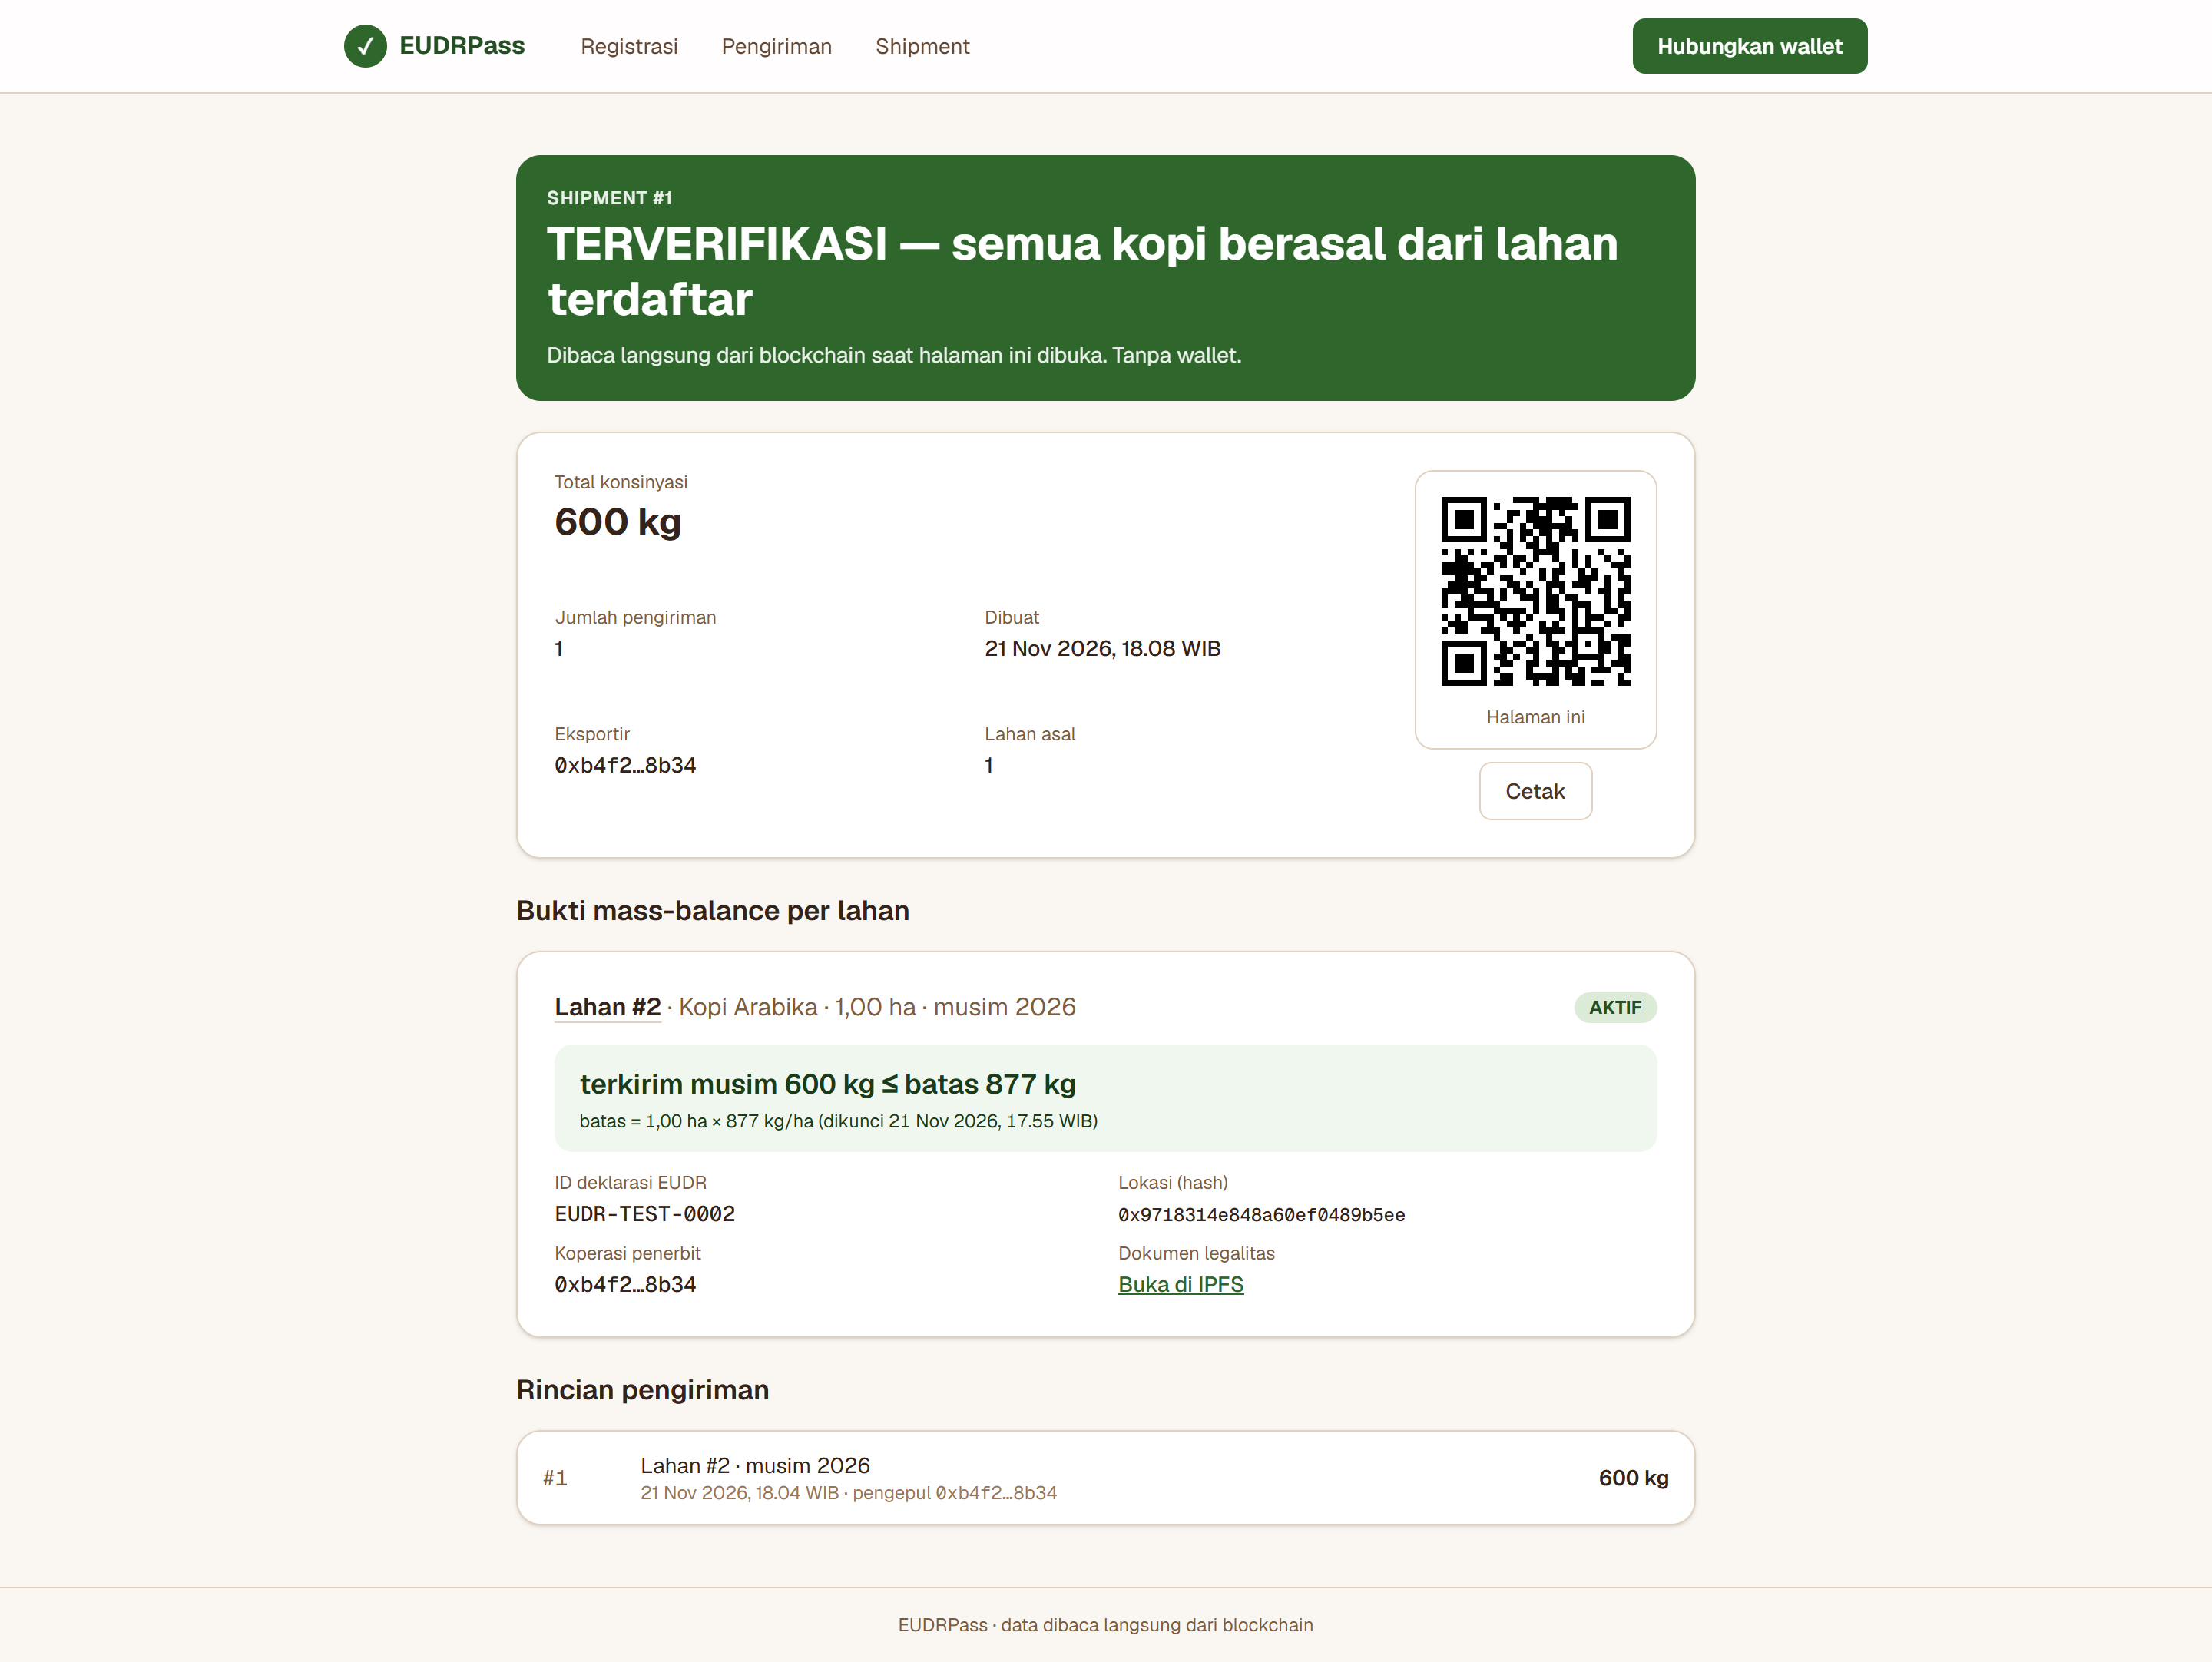 EUDRPass
Registrasi
Pengiriman
Shipment
Hubungkan wallet
SHIPMENT #1
TERVERIFIKASI — semua kopi berasal dari lahan
terdaftar
Dibaca langsung dari blockchain saat halaman ini dibuka. Tanpa wallet.
Total konsinyasi
600 kg
Jumlah pengiriman
1
Dibuat
21 Nov 2026, 18.08 WIB
Eksportir
0xb4f2…8b34
Lahan asal
1
Halaman ini
Cetak
Bukti mass-balance per lahan
Lahan #2 · Kopi Arabika · 1,00 ha · musim 2026
AKTIF
terkirim musim 600 kg ≤ batas 877 kg
batas = 1,00 ha × 877 kg/ha (dikunci 21 Nov 2026, 17.55 WIB)
ID deklarasi EUDR
EUDR-TEST-0002
Lokasi (hash)
0x9718314e848a60ef0489b5ee
Koperasi penerbit
0xb4f2…8b34
Dokumen legalitas
Buka di IPFS
Rincian pengiriman
#1
Lahan #2 · musim 2026
21 Nov 2026, 18.04 WIB · pengepul 0xb4f2…8b34
600 kg
EUDRPass · data dibaca langsung dari blockchain